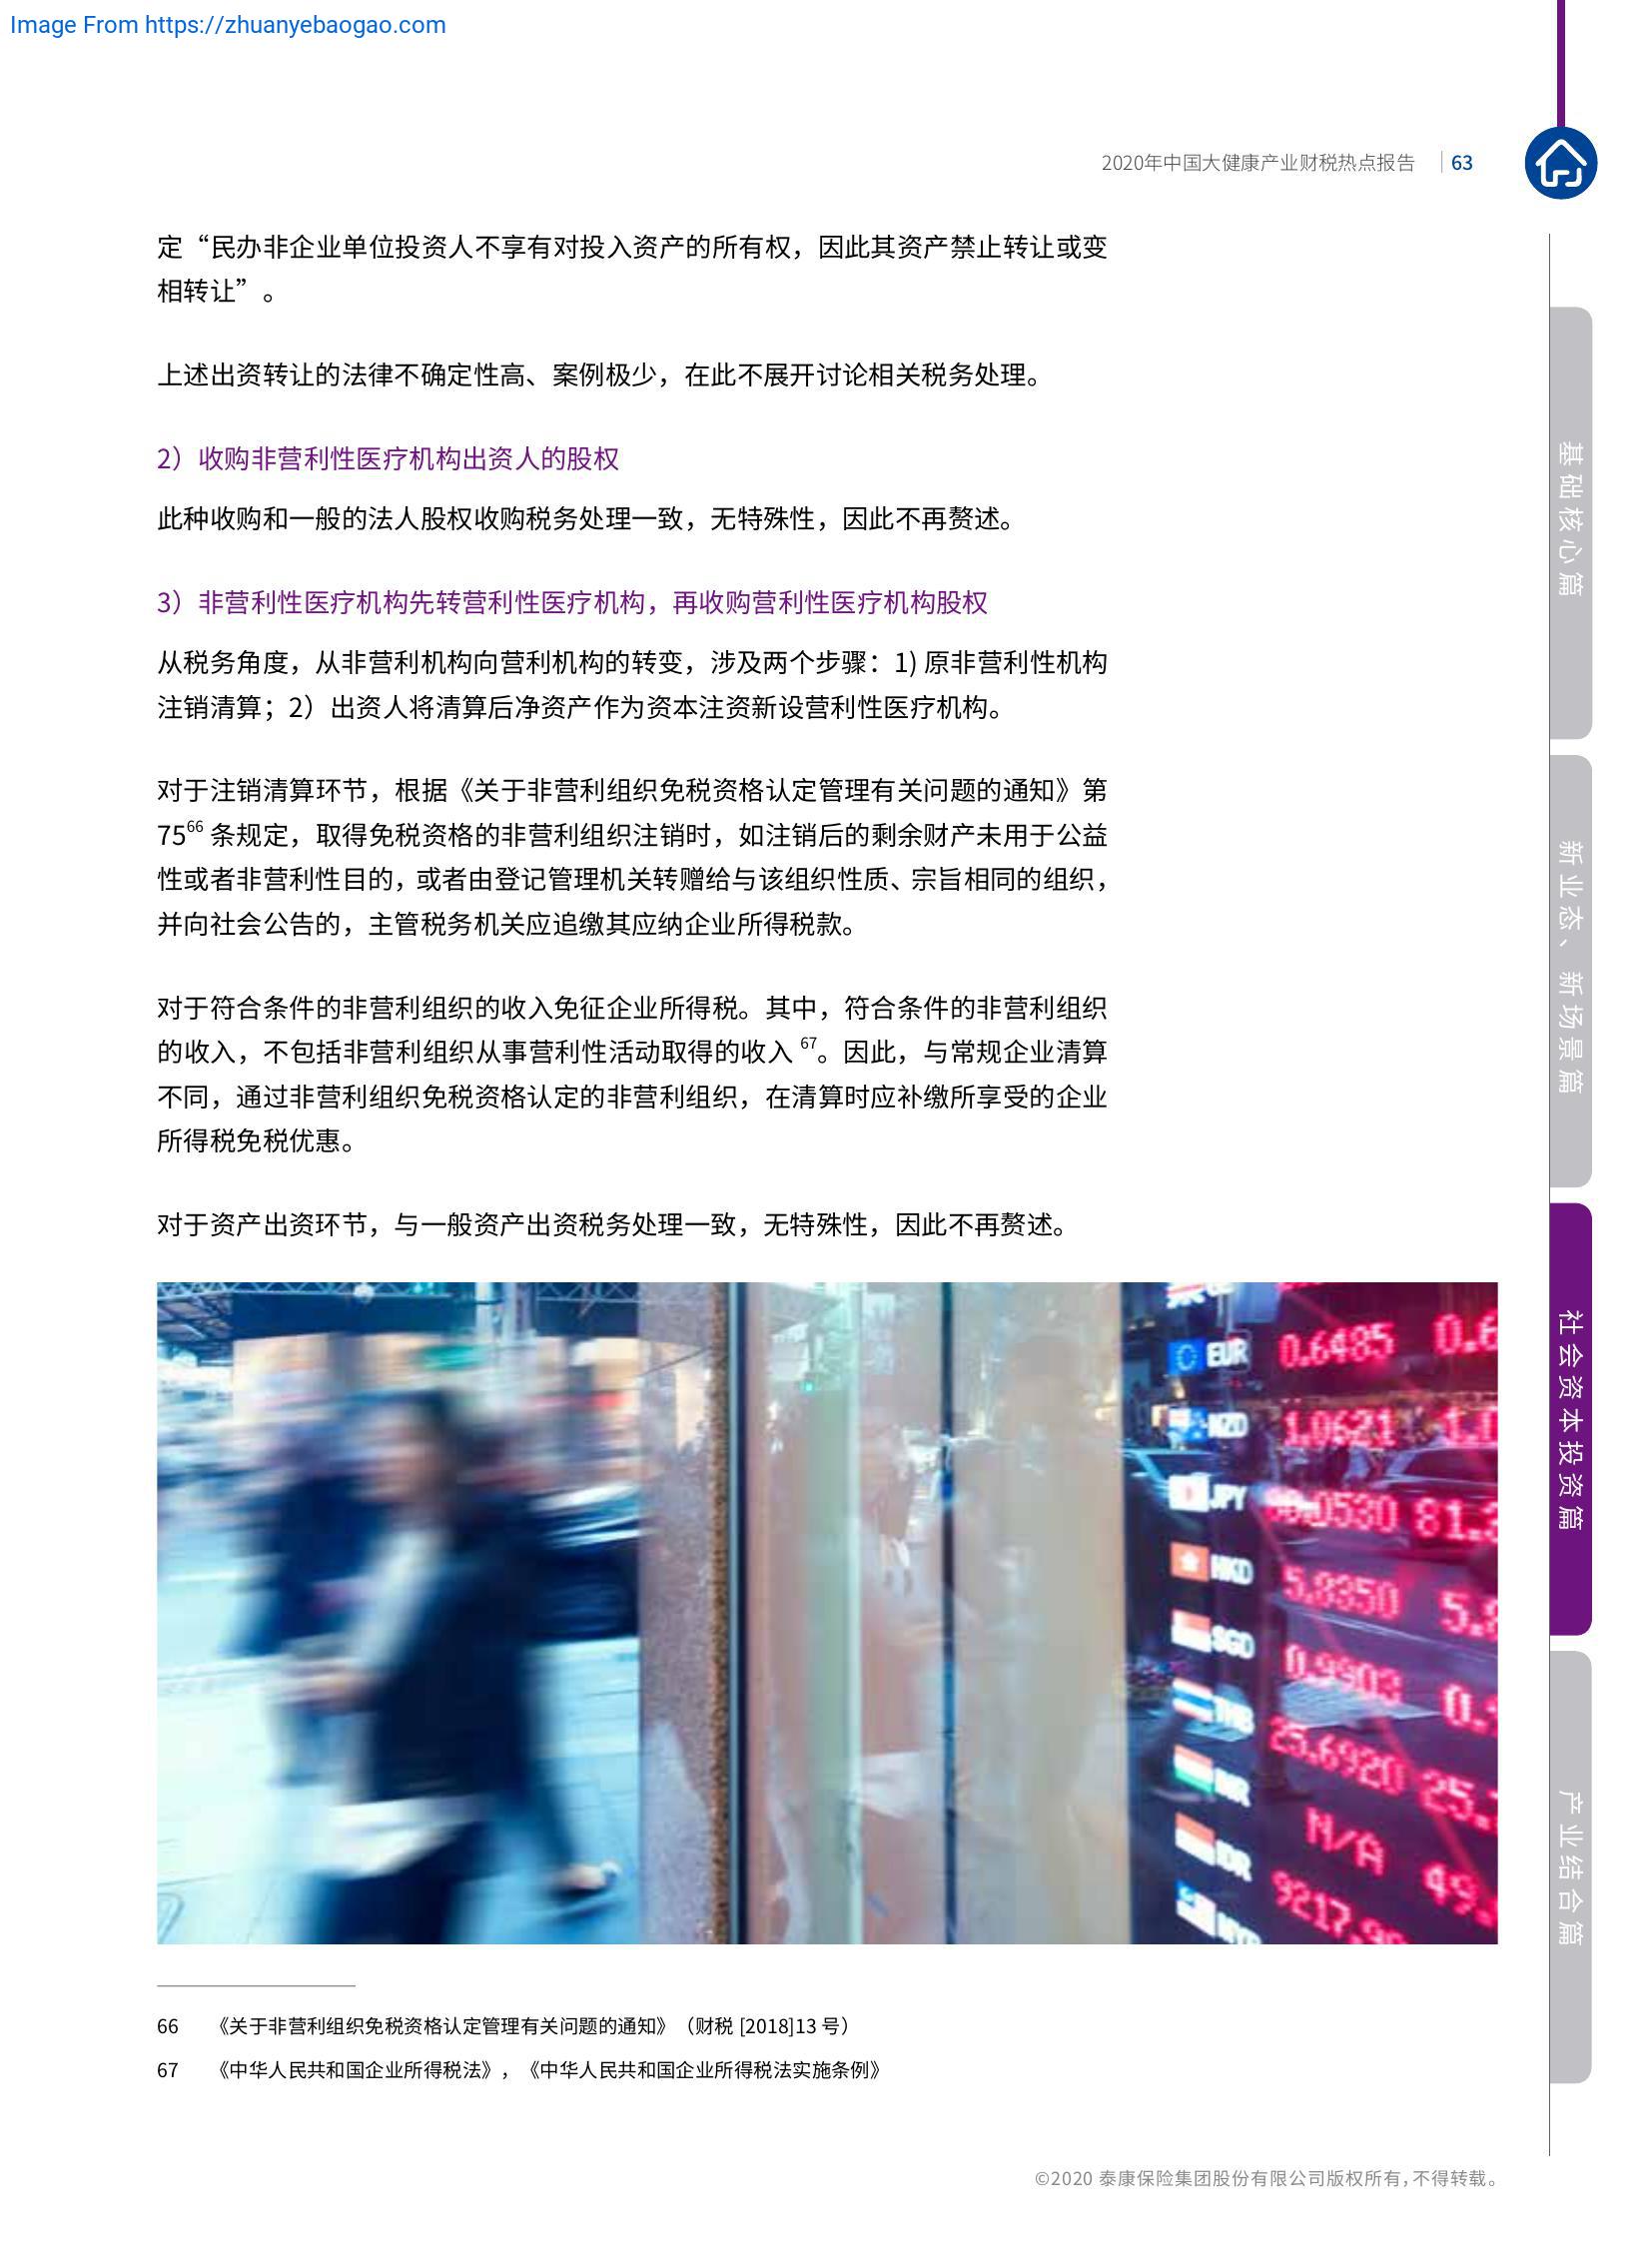 Image From https://zhuanyebaogao.com
2020年中国大健康产业财税热点报告 63
定“民办非企业单位投资人不享有对投入资产的所有权，因此其资产禁止转让或变
相转让”。
上述出资转让的法律不确定性高、案例极少，在此不展开讨论相关税务处理。
2）收购非营利性医疗机构出资人的股权
此种收购和一般的法人股权收购税务处理一致，无特殊性，因此不再赘述。
3）非营利性医疗机构先转营利性医疗机构，再收购营利性医疗机构股权
从税务角度，从非营利机构向营利机构的转变，涉及两个步骤：1) 原非营利性机构
注销清算；2）出资人将清算后净资产作为资本注资新设营利性医疗机构。
对于注销清算环节，根据《关于非营利组织免税资格认定管理有关问题的通知》第
7566 条规定，取得免税资格的非营利组织注销时，如注销后的剩余财产未用于公益
性或者非营利性目的，或者由登记管理机关转赠给与该组织性质、宗旨相同的组织，
并向社会公告的，主管税务机关应追缴其应纳企业所得税款。
对于符合条件的非营利组织的收入免征企业所得税。其中，符合条件的非营利组织
的收入，不包括非营利组织从事营利性活动取得的收入 67。因此，与常规企业清算
不同，通过非营利组织免税资格认定的非营利组织，在清算时应补缴所享受的企业
所得税免税优惠。
对于资产出资环节，与一般资产出资税务处理一致，无特殊性，因此不再赘述。
EUR 0.6485 0.6
NZD 1.0621 1.0
JPY .0530 81.3
HKD 5.8350 5.8
SGD 0.9903 0.
THB 25.6920 25.
INR N/A 49.
IDR 9217.9
66 《关于非营利组织免税资格认定管理有关问题的通知》（财税 [2018]13 号）
67 《中华人民共和国企业所得税法》，《中华人民共和国企业所得税法实施条例》
©2020 泰康保险集团股份有限公司版权所有，不得转载。
基础核心篇
新业态、新场景篇
社会资本投资篇
产业结合篇